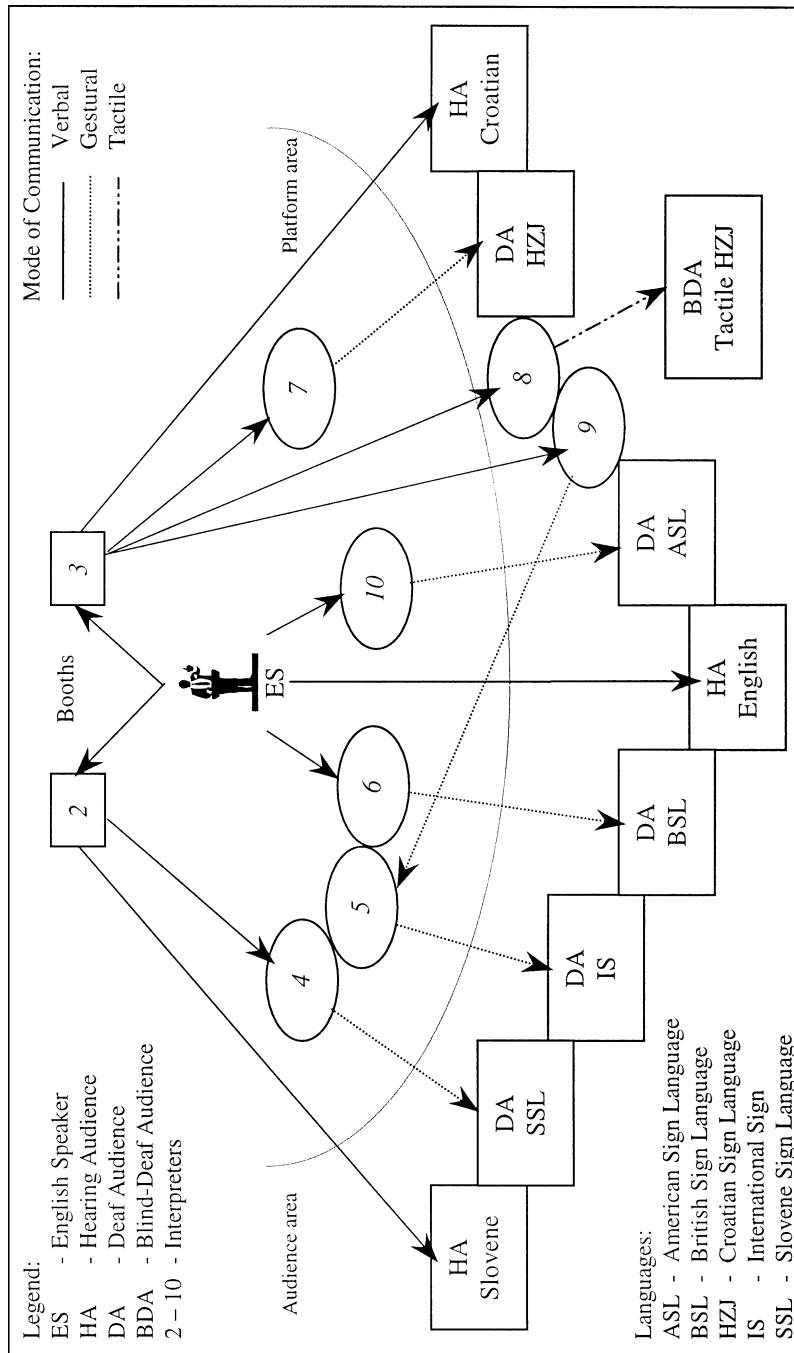 Legend:
ES - English Speaker
HA - Hearing Audience
DA - Deaf Audience
BDA - Blind-Deaf Audience
2 – 10 - Interpreters
Mode of Communication:
Verbal
Gestural
Tactile
Booths
2
3
ES
Audience area
Platform area
4
5
6
10
7
8
9
HA
Slovene
DA
SSL
DA
IS
DA
BSL
HA
English
DA
ASL
DA
HZJ
HA
Croatian
BDA
Tactile HZJ
Languages:
ASL - American Sign Language
BSL - British Sign Language
HZJ - Croatian Sign Language
IS - International Sign
SSL - Slovene Sign Language